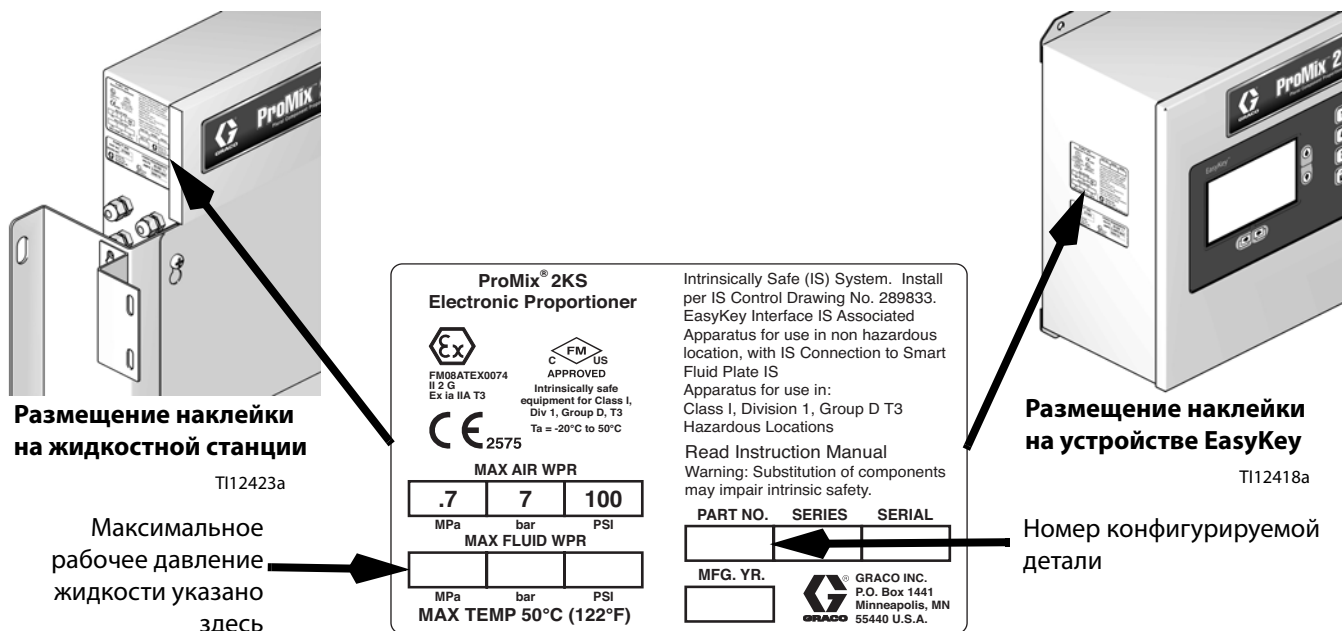 ProMix
GRACO
ProMix 2
GRACO
EasyKey
Размещение наклейки
на жидкостной станции
TI12423a
Максимальное
рабочее давление
жидкости указано
здесь
ProMix® 2KS
Electronic Proportioner
Ex
FM08ATEX0074
II 2 G
Ex ia IIA T3
CE 2575
C FM US
APPROVED
Intrinsically safe
equipment for Class I,
Div 1, Group D, T3
Ta = -20°C to 50°C
MAX AIR WPR
.7 7 100
MPa bar PSI
MAX FLUID WPR
MPa bar PSI
MAX TEMP 50°C (122°F)
Intrinsically Safe (IS) System. Install
per IS Control Drawing No. 289833.
EasyKey Interface IS Associated
Apparatus for use in non hazardous
location, with IS Connection to Smart
Fluid Plate IS
Apparatus for use in:
Class I, Division 1, Group D T3
Hazardous Locations
Read Instruction Manual
Warning: Substitution of components
may impair intrinsic safety.
PART NO. SERIES SERIAL
MFG. YR.
GRACO ®
GRACO INC.
P.O. Box 1441
Minneapolis, MN
55440 U.S.A.
Размещение наклейки
на устройстве EasyKey
TI12418a
Номер конфигурируемой
детали